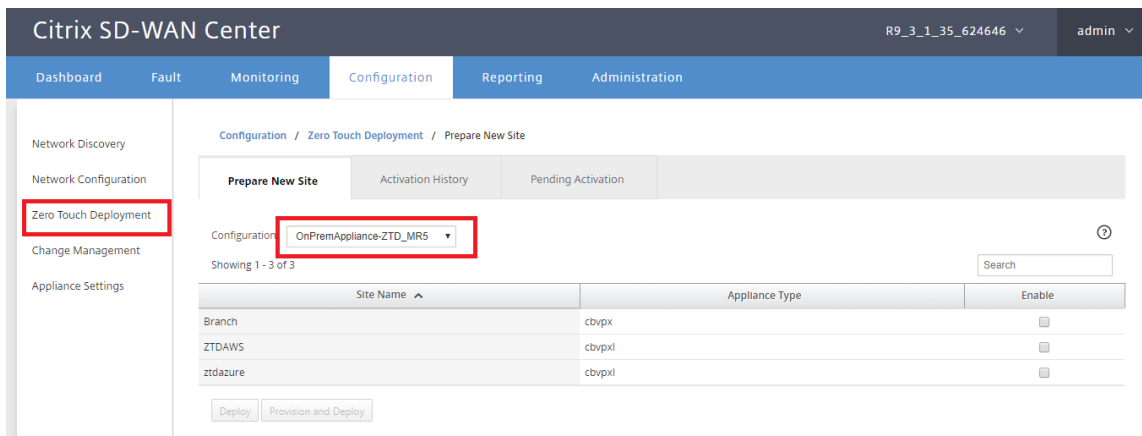 Citrix SD-WAN Center
R9_3_1_35_624646
admin
Dashboard Fault Monitoring Configuration Reporting Administration
Network Discovery
Network Configuration
Zero Touch Deployment
Change Management
Appliance Settings
Configuration / Zero Touch Deployment / Prepare New Site
Prepare New Site Activation History Pending Activation
Configuration OnPremAppliance-ZTD_MR5
?
Showing 1 - 3 of 3
Search
Site Name Appliance Type Enable
Branch cbvpx
ZTDAWS cbvpxl
ztdazure cbvpxl
Deploy Provision and Deploy